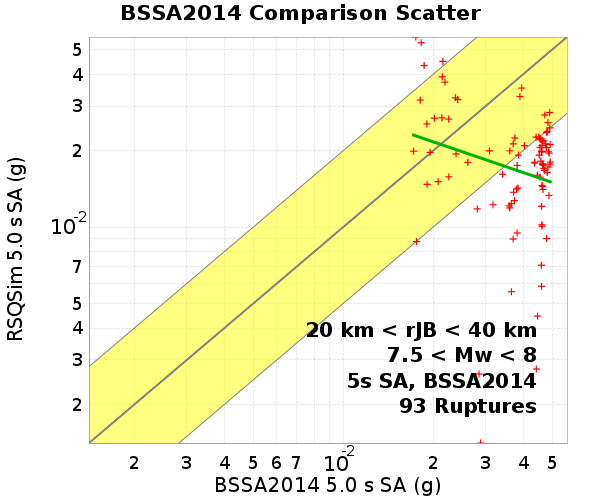 BSSA2014 Comparison Scatter
RSQSim 5.0 s SA (g)
5
4
3
2
10-2
7
5
4
3
2
20 km < rJB < 40 km
7.5 < Mw < 8
5s SA, BSSA2014
93 Ruptures
2 3 4 5 6 7 10-2 2 3 4 5
BSSA2014 5.0 s SA (g)